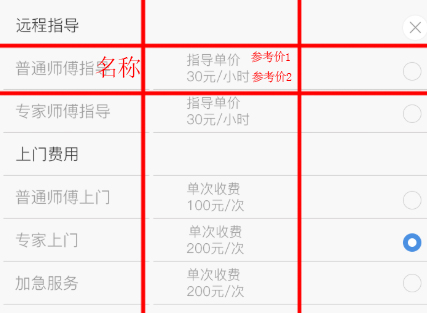 远程指导
普通师傅指导 名称 指导单价 参考价1
30元/小时 参考价2
专家师傅指导 指导单价
30元/小时
上门费用
普通师傅上门 单次收费
100元/次
专家上门 单次收费
200元/次
加急服务 单次收费
200元/次